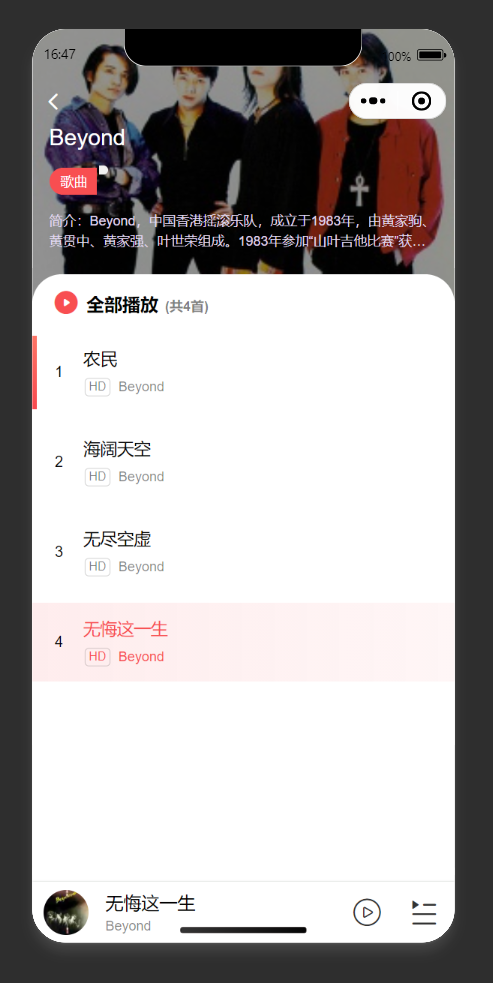 16:47
00%
Beyond
歌曲
简介：Beyond，中国香港摇滚乐队，成立于1983年，由黄家驹、
黄贯中、黄家强、叶世荣组成。1983年参加“山叶吉他比赛”获...
全部播放 (共4首)
1
农民
HD Beyond
2
海阔天空
HD Beyond
3
无尽空虚
HD Beyond
4
无悔这一生
HD Beyond
无悔这一生
Beyond